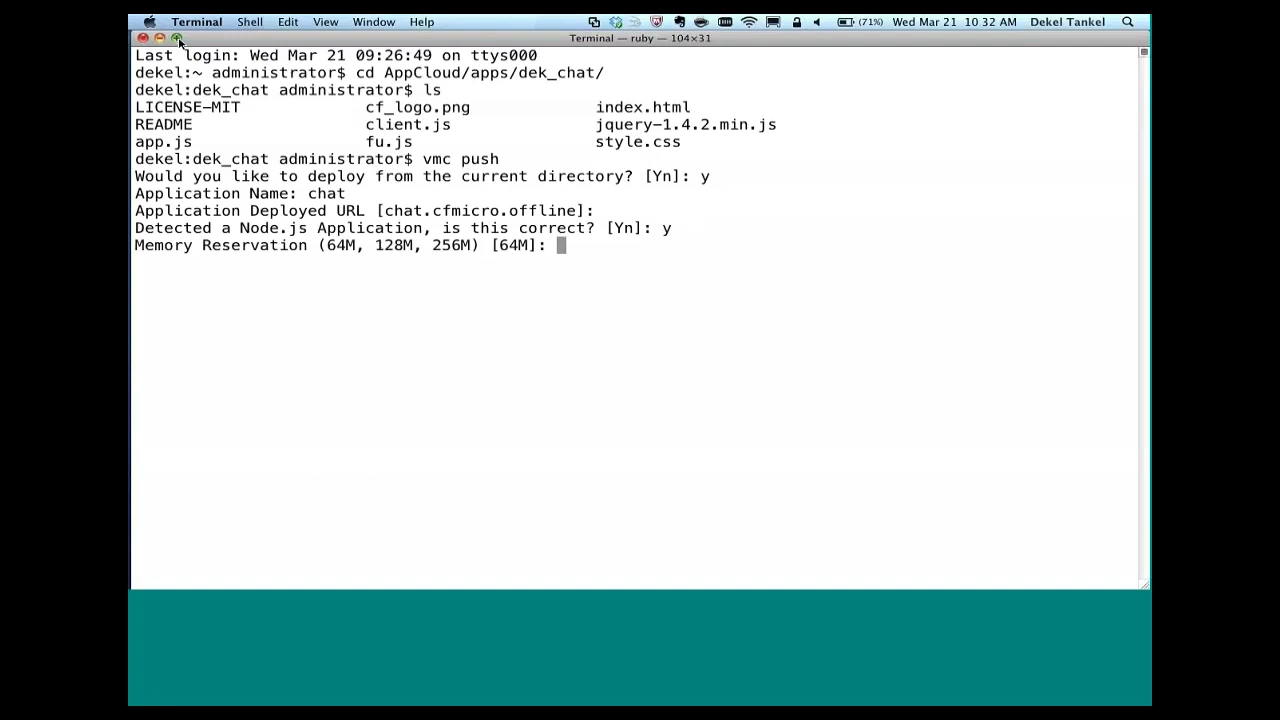 Terminal Shell Edit View Window Help (71%) Wed Mar 21 10:32 AM Dekel Tankel
Terminal — ruby — 104×31
Last login: Wed Mar 21 09:26:49 on ttys000
dekel:~ administrator$ cd AppCloud/apps/dek_chat/
dekel:dek_chat administrator$ ls
LICENSE-MIT cf_logo.png index.html
README client.js jquery-1.4.2.min.js
app.js fu.js style.css
dekel:dek_chat administrator$ vmc push
Would you like to deploy from the current directory? [Yn]: y
Application Name: chat
Application Deployed URL [chat.cfmicro.offline]:
Detected a Node.js Application, is this correct? [Yn]: y
Memory Reservation (64M, 128M, 256M) [64M]: